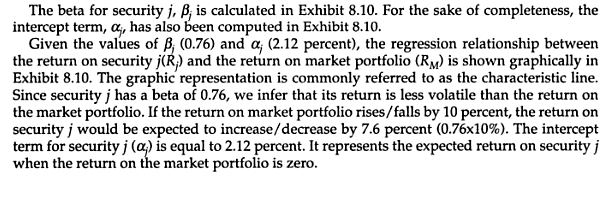 The beta for security j, βj is calculated in Exhibit 8.10. For the sake of completeness, the
intercept term, αj, has also been computed in Exhibit 8.10.
Given the values of βj (0.76) and αj (2.12 percent), the regression relationship between
the return on security j(Rj) and the return on market portfolio (RM) is shown graphically in
Exhibit 8.10. The graphic representation is commonly referred to as the characteristic line.
Since security j has a beta of 0.76, we infer that its return is less volatile than the return on
the market portfolio. If the return on market portfolio rises/falls by 10 percent, the return on
security j would be expected to increase/decrease by 7.6 percent (0.76x10%). The intercept
term for security j (αj) is equal to 2.12 percent. It represents the expected return on security j
when the return on the market portfolio is zero.